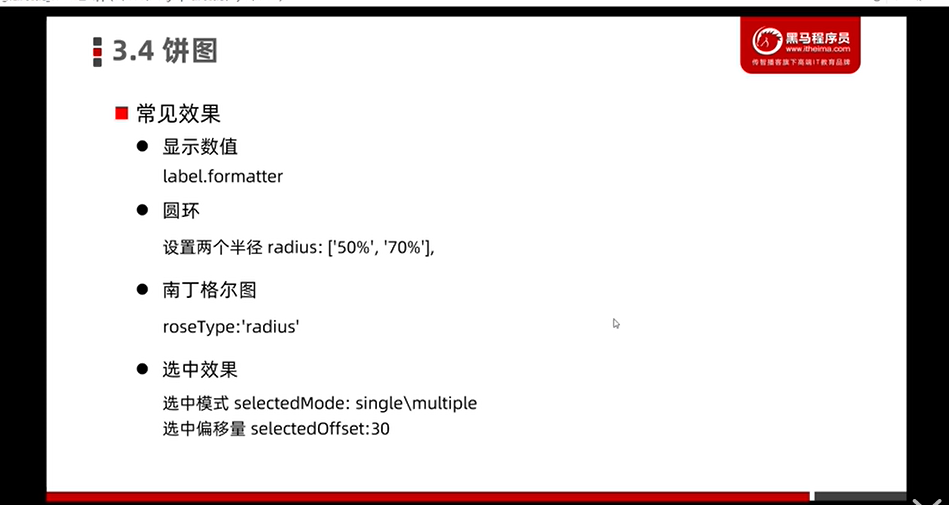 3.4 饼图
黑马程序员
www.itheima.com
传智播客旗下高端IT教育品牌
常见效果
显示数值
label.formatter
圆环
设置两个半径 radius: ['50%', '70%'],
南丁格尔图
roseType:'radius'
选中效果
选中模式 selectedMode: single\multiple
选中偏移量 selectedOffset:30